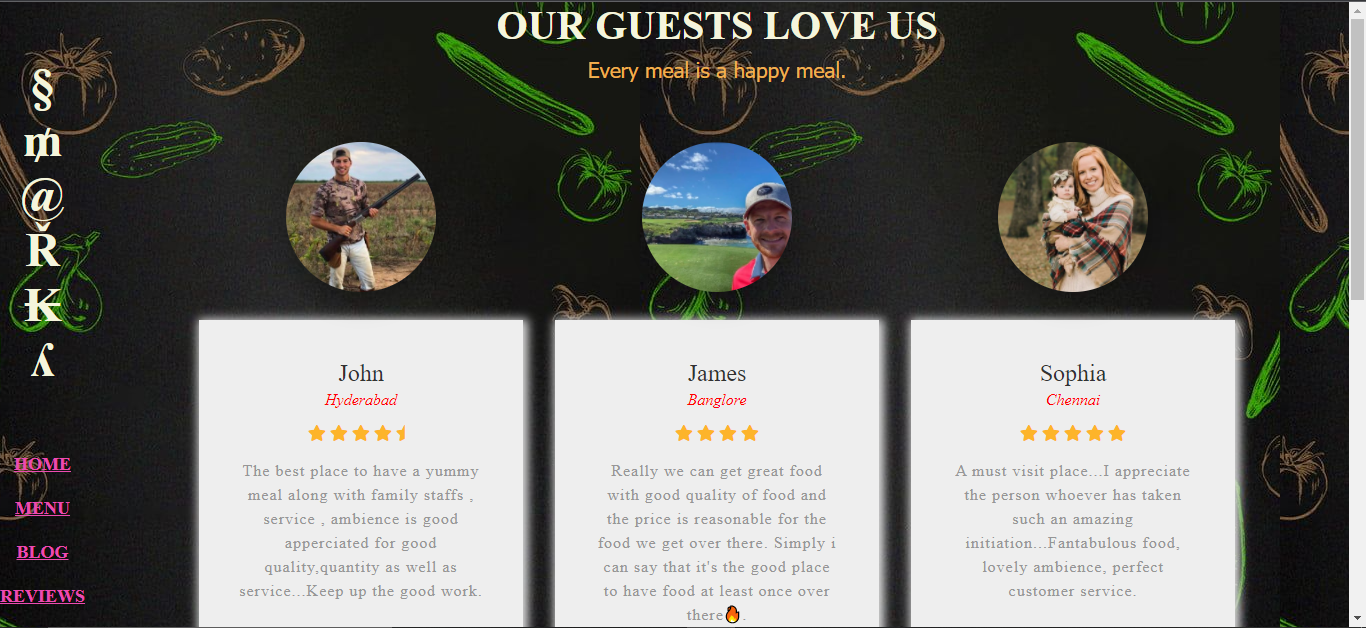 OUR GUESTS LOVE US
Every meal is a happy meal.
§
₥
@
Ř
₭
ʎ
HOME
MENU
BLOG
REVIEWS
John
Hyderabad
The best place to have a yummy
meal along with family staffs ,
service , ambience is good
apperciated for good
quality,quantity as well as
service...Keep up the good work.
James
Banglore
Really we can get great food
with good quality of food and
the price is reasonable for the
food we get over there. Simply i
can say that it's the good place
to have food at least once over
there🔥.
Sophia
Chennai
A must visit place...I appreciate
the person whoever has taken
such an amazing
initiation...Fantabulous food,
lovely ambience, perfect
customer service.